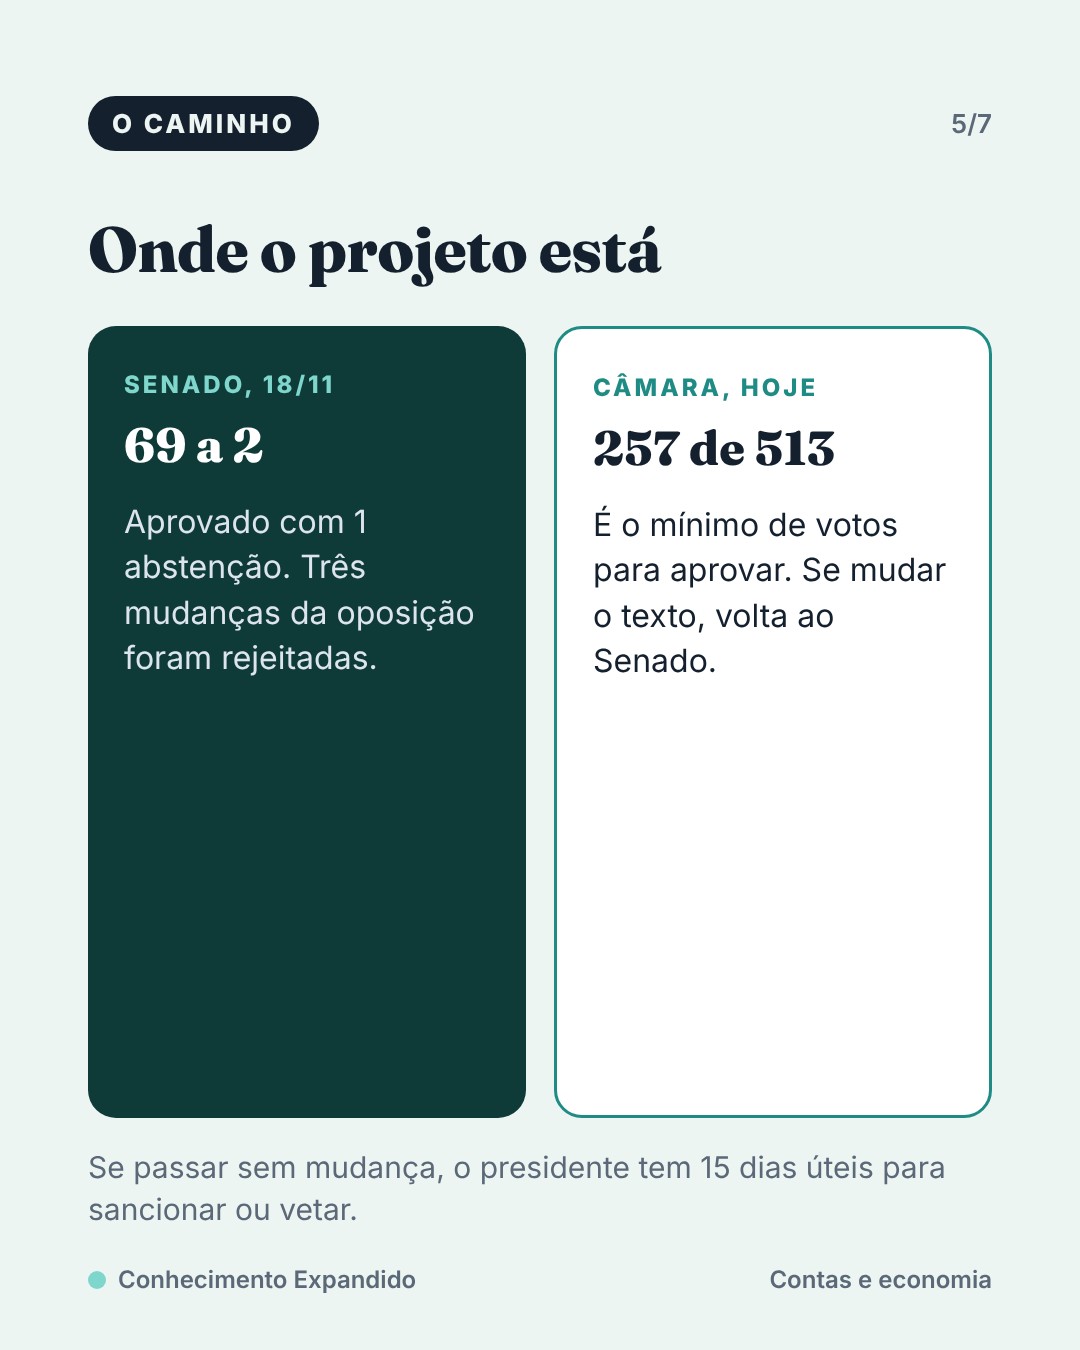 O CAMINHO
5/7
Onde o projeto está
SENADO, 18/11
69 a 2
Aprovado com 1
abstenção. Três
mudanças da oposição
foram rejeitadas.
CÂMARA, HOJE
257 de 513
É o mínimo de votos
para aprovar. Se mudar
o texto, volta ao
Senado.
Se passar sem mudança, o presidente tem 15 dias úteis para
sancionar ou vetar.
Conhecimento Expandido
Contas e economia